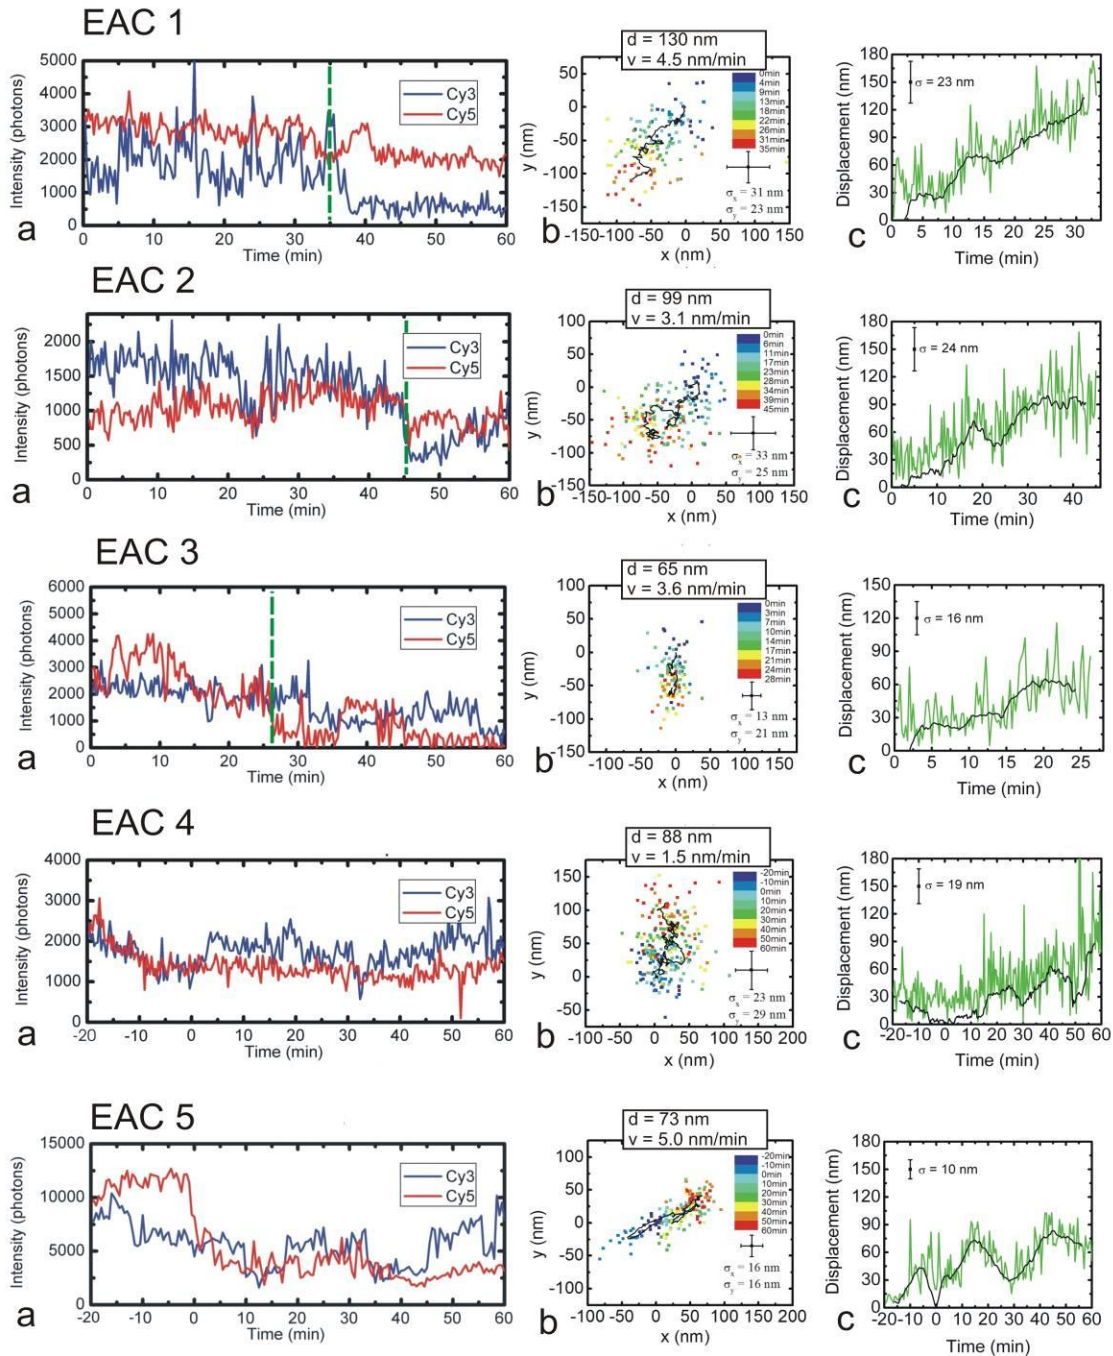 EAC 1
Intensity (photons)
5000
4000
3000
2000
1000
0
Cy3
Cy5
0 10 20 30 40 50 60
Time (min)
a
d = 130 nm
v = 4.5 nm/min
y (nm)
50
0
-50
-100
-150
0min
4min
9min
13min
18min
22min
26min
31min
35min
σx = 31 nm
σy = 23 nm
-150 -100 -50 0 50 100 150
x (nm)
b
Displacement (nm)
180
150
120
90
60
30
0
σ = 23 nm
0 10 20 30
Time (min)
c
EAC 2
Intensity (photons)
2000
1500
1000
500
0
Cy3
Cy5
0 10 20 30 40 50 60
Time (min)
a
d = 99 nm
v = 3.1 nm/min
y (nm)
100
50
0
-50
-100
-150
0min
6min
11min
17min
23min
28min
34min
39min
45min
σx = 33 nm
σy = 25 nm
-150 -100 -50 0 50 100 150
x (nm)
b
Displacement (nm)
180
150
120
90
60
30
0
σ = 24 nm
0 10 20 30 40
Time (min)
c
EAC 3
Intensity (photons)
6000
5000
4000
3000
2000
1000
0
Cy3
Cy5
0 10 20 30 40 50 60
Time (min)
a
d = 65 nm
v = 3.6 nm/min
y (nm)
100
50
0
-50
-100
-150
0min
3min
7min
10min
14min
17min
21min
24min
28min
σx = 13 nm
σy = 21 nm
-100 -50 0 50 100 150
x (nm)
b
Displacement (nm)
150
120
90
60
30
0
σ = 16 nm
0 5 10 15 20 25
Time (min)
c
EAC 4
Intensity (photons)
4000
3000
2000
1000
0
Cy3
Cy5
-20 -10 0 10 20 30 40 50 60
Time (min)
a
d = 88 nm
v = 1.5 nm/min
y (nm)
150
100
50
0
-50
-20min
-10min
0min
10min
20min
30min
40min
50min
60min
σx = 23 nm
σy = 29 nm
-100 -50 0 50 100 150 200
x (nm)
b
Displacement (nm)
180
150
120
90
60
30
0
σ = 19 nm
-20 -10 0 10 20 30 40 50 60
Time (min)
c
EAC 5
Intensity (photons)
15000
10000
5000
0
Cy3
Cy5
-20 -10 0 10 20 30 40 50 60
Time (min)
a
d = 73 nm
v = 5.0 nm/min
y (nm)
100
50
0
-50
-100
-20min
-10min
0min
10min
20min
30min
40min
50min
60min
σx = 16 nm
σy = 16 nm
-50 0 50 100 150 200
x (nm)
b
Displacement (nm)
180
150
120
90
60
30
0
σ = 10 nm
-20 -10 0 10 20 30 40 50 60
Time (min)
c